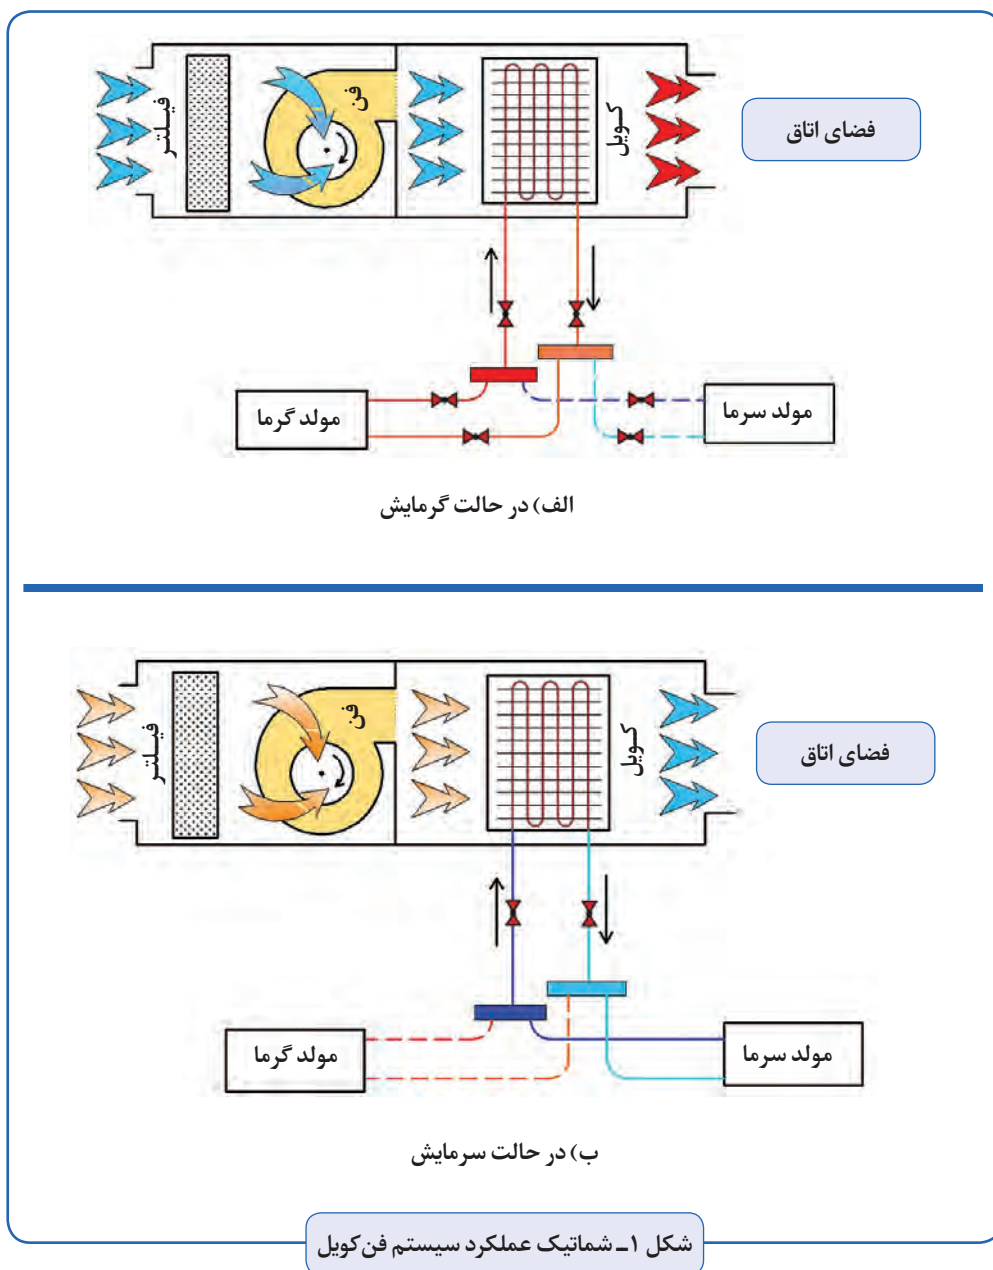 فیلتر
فن
کویل
فضای اتاق
مولد گرما
مولد سرما
الف) در حالت گرمایش
فیلتر
فن
کویل
فضای اتاق
مولد گرما
مولد سرما
ب) در حالت سرمایش
شکل ۱ــ شماتیک عملکرد سیستم فن‌کویل